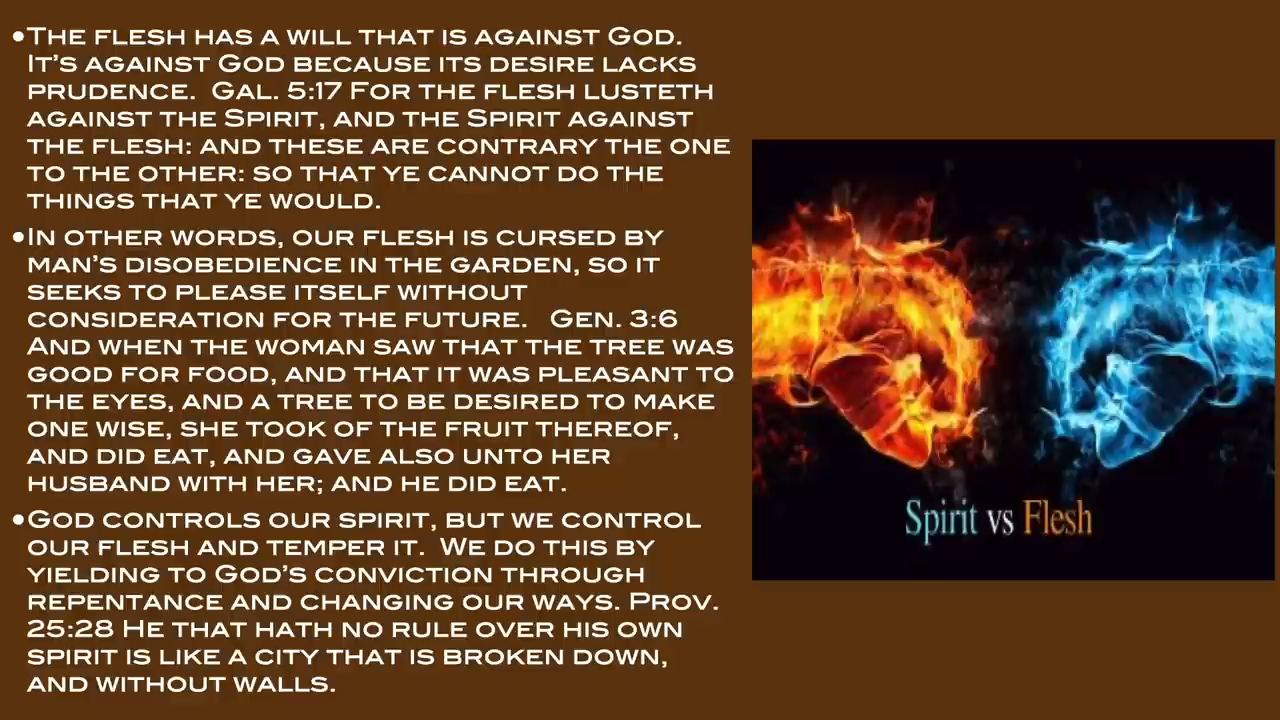 •The flesh has a will that is against God.
It's against God because its desire lacks
prudence.  Gal. 5:17 For the flesh lusteth
against the Spirit, and the Spirit against
the flesh: and these are contrary the one
to the other: so that ye cannot do the
things that ye would.
•In other words, our flesh is cursed by
man's disobedience in the garden, so it
seeks to please itself without
consideration for the future.   Gen. 3:6
And when the woman saw that the tree was
good for food, and that it was pleasant to
the eyes, and a tree to be desired to make
one wise, she took of the fruit thereof,
and did eat, and gave also unto her
husband with her; and he did eat.
•God controls our spirit, but we control
our flesh and temper it.  We do this by
yielding to God's conviction through
repentance and changing our ways. Prov.
25:28 He that hath no rule over his own
spirit is like a city that is broken down,
and without walls.
Spirit vs Flesh